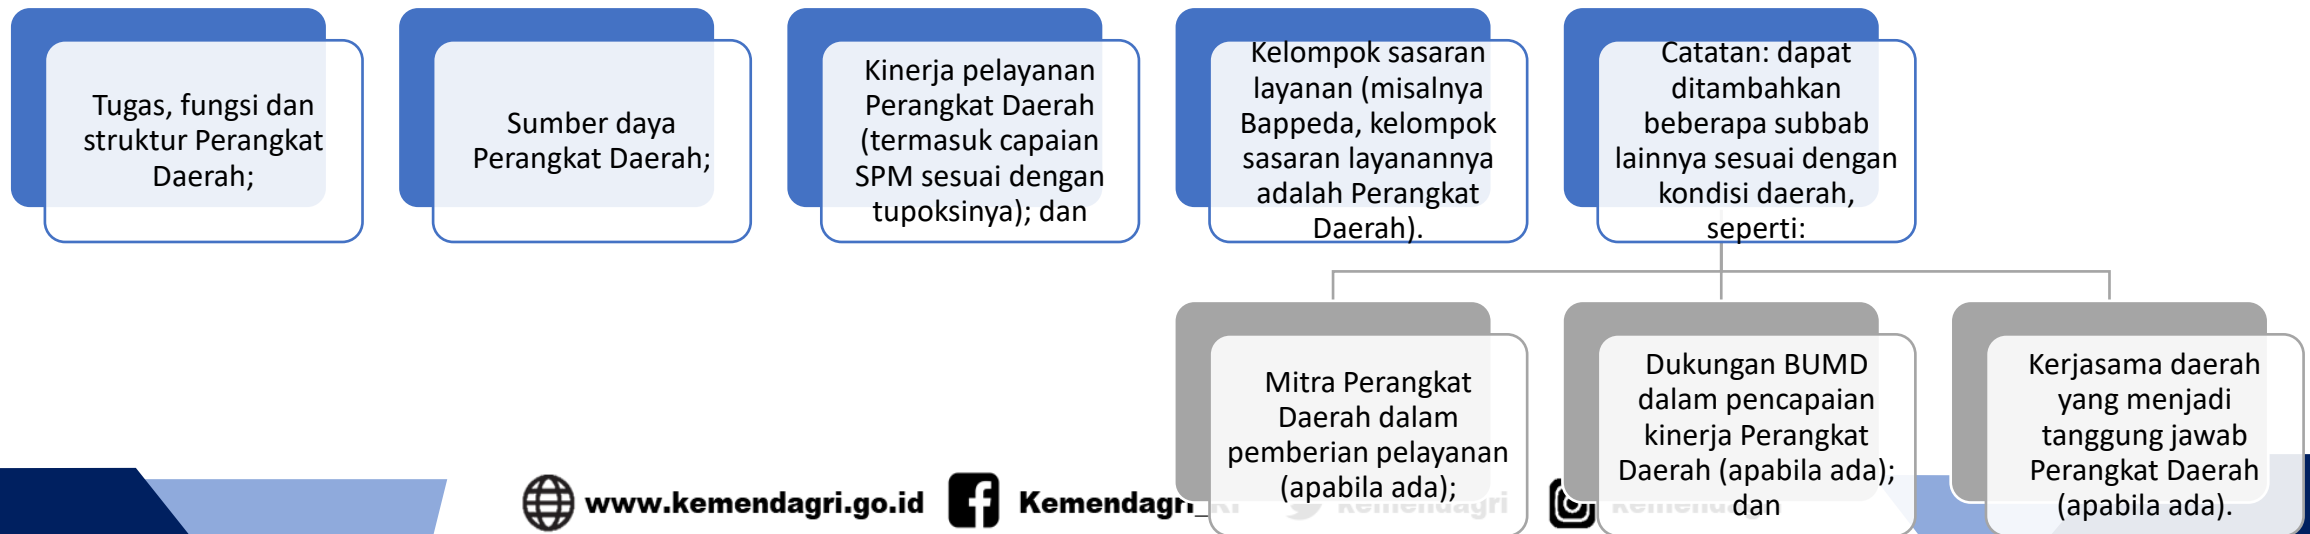 Tugas, fungsi dan
struktur Perangkat
Daerah;
Sumber daya
Perangkat Daerah;
Kinerja pelayanan
Perangkat Daerah
(termasuk capaian
SPM sesuai dengan
tupoksinya); dan
Kelompok sasaran
layanan (misalnya
Bappeda, kelompok
sasaran layanannya
adalah Perangkat
Daerah).
Catatan: dapat
ditambahkan
beberapa subbab
lainnya sesuai dengan
kondisi daerah,
seperti:
Mitra Perangkat
Daerah dalam
pemberian pelayanan
(apabila ada);
Dukungan BUMD
dalam pencapaian
kinerja Perangkat
Daerah (apabila ada);
dan
Kerjasama daerah
yang menjadi
tanggung jawab
Perangkat Daerah
(apabila ada).
www.kemendagri.go.id Kemendagri_RI kemendagri kemendagri